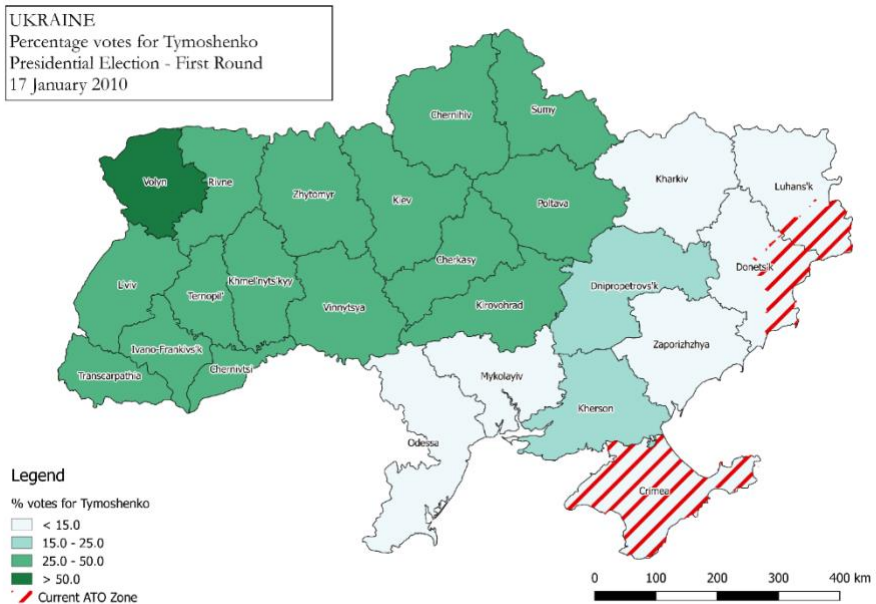 UKRAINE
Percentage votes for Tymoshenko
Presidential Election - First Round
17 January 2010
Chernihiv
Sumy
Volyn
Rivne
Zhytomyr
Kiev
Kharkiv
Luhans'k
Poltava
L'viv
Ternopil'
Khmel'nyts'kyy
Cherkasy
Donets'k
Dnipropetrovs'k
Vinnytsya
Kirovohrad
Ivano-Frankivs'k
Zaporizhzhya
Transcarpathia
Chernivtsi
Mykolayiv
Kherson
Odessa
Crimea
Legend
% votes for Tymoshenko
< 15.0
15.0 - 25.0
25.0 - 50.0
> 50.0
Current ATO Zone
0 100 200 300 400 km